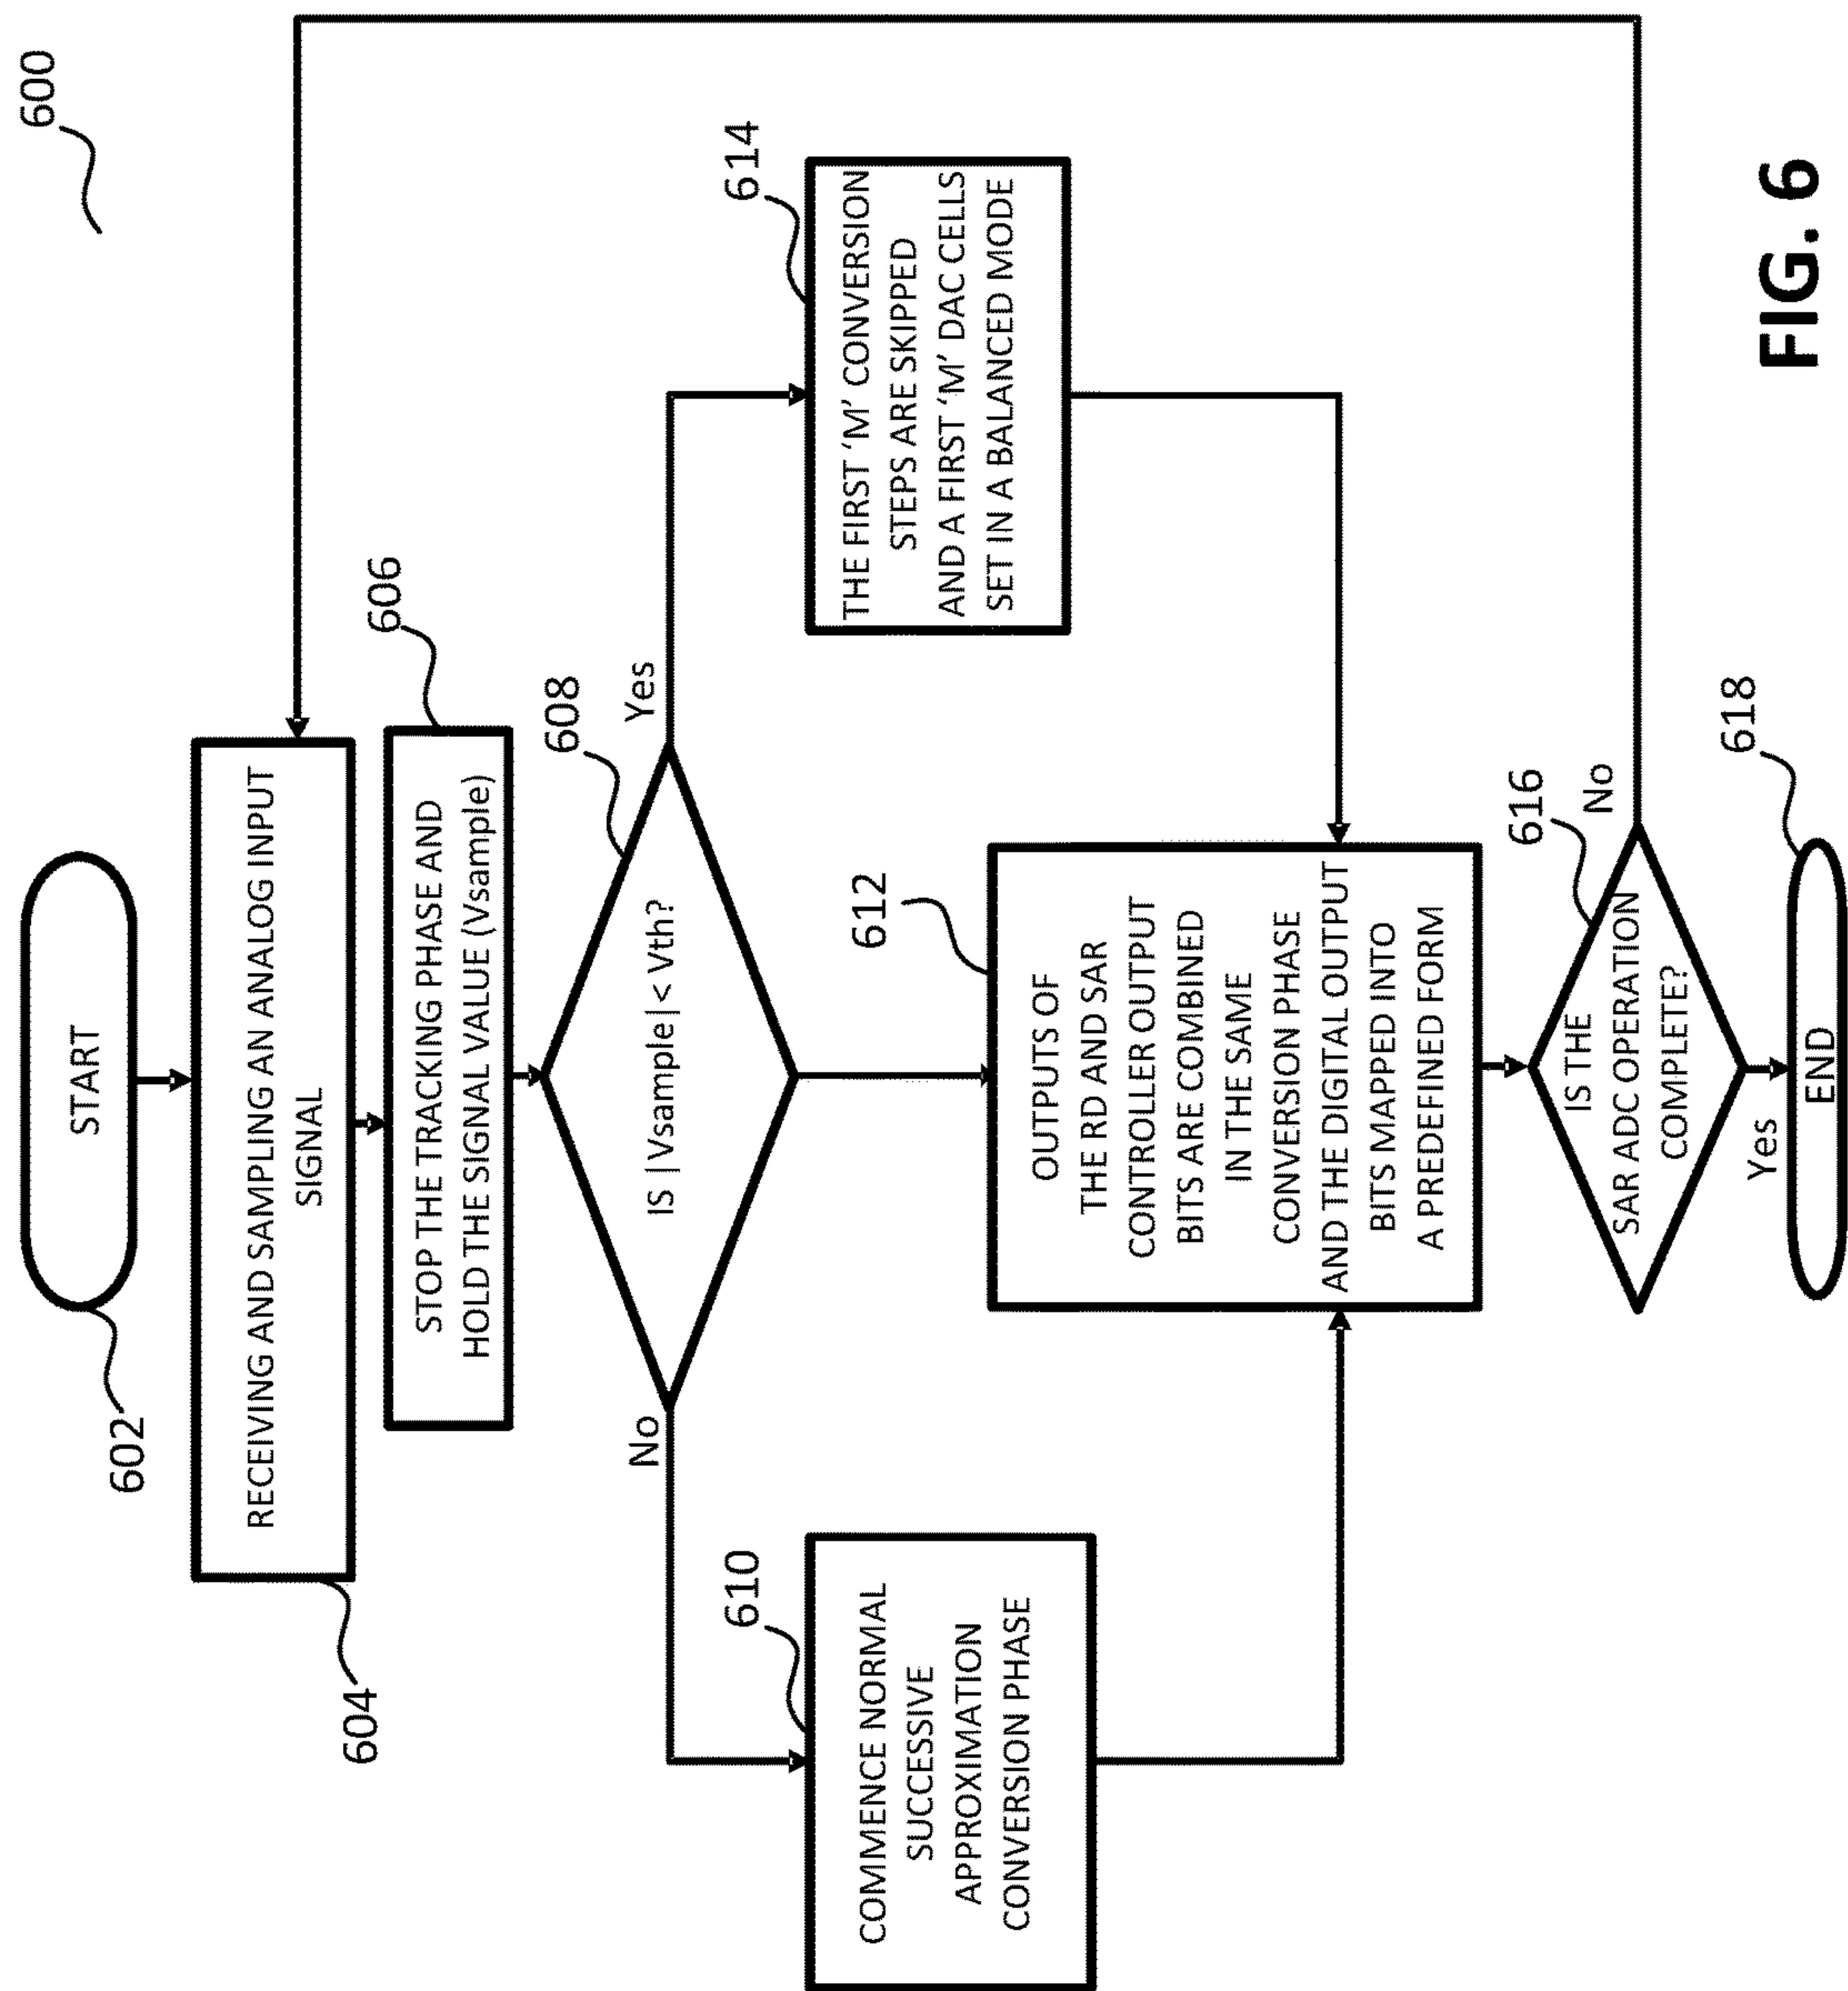 600
START
602
RECEIVING AND SAMPLING AN ANALOG INPUT
SIGNAL
604
STOP THE TRACKING PHASE AND
HOLD THE SIGNAL VALUE (Vsample)
606
IS |Vsample|< Vth?
608
No
Yes
COMMENCE NORMAL
SUCCESSIVE
APPROXIMATION
CONVERSION PHASE
610
THE FIRST ‘M’ CONVERSION
STEPS ARE SKIPPED
AND A FIRST ‘M’ DAC CELLS
SET IN A BALANCED MODE
614
OUTPUTS OF
THE RD AND SAR
CONTROLLER OUTPUT
BITS ARE COMBINED
IN THE SAME
CONVERSION PHASE
AND THE DIGITAL OUTPUT
BITS MAPPED INTO
A PREDEFINED FORM
612
IS THE
SAR ADC OPERATION
COMPLETE?
616
No
Yes
END
618
FIG. 6